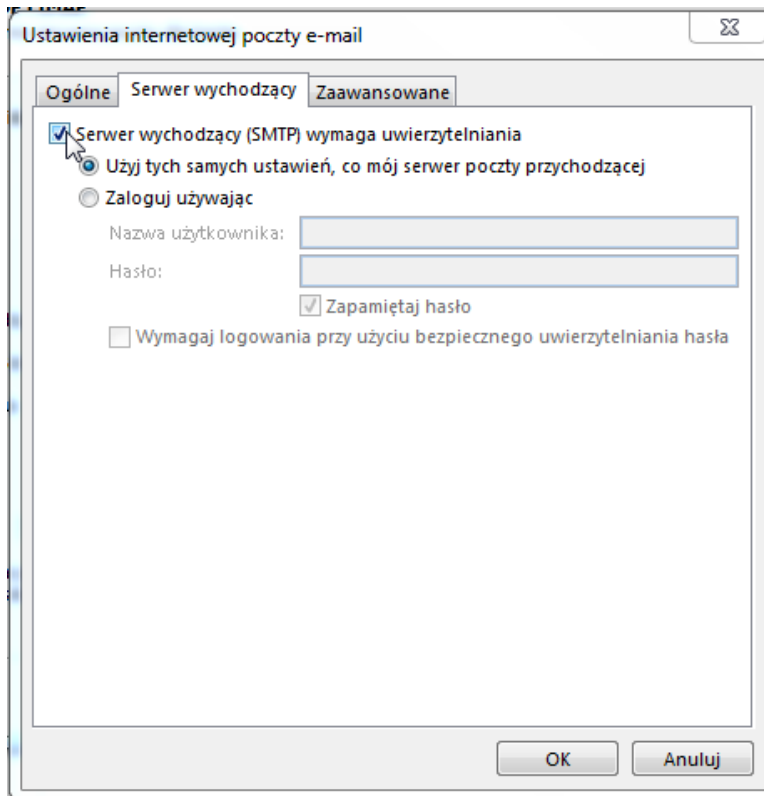 Ustawienia internetowej poczty e-mail
Ogólne Serwer wychodzący Zaawansowane
Serwer wychodzący (SMTP) wymaga uwierzytelniania
Użyj tych samych ustawień, co mój serwer poczty przychodzącej
Zaloguj używając
Nazwa użytkownika:
Hasło:
Zapamiętaj hasło
Wymagaj logowania przy użyciu bezpiecznego uwierzytelniania hasła
OK Anuluj